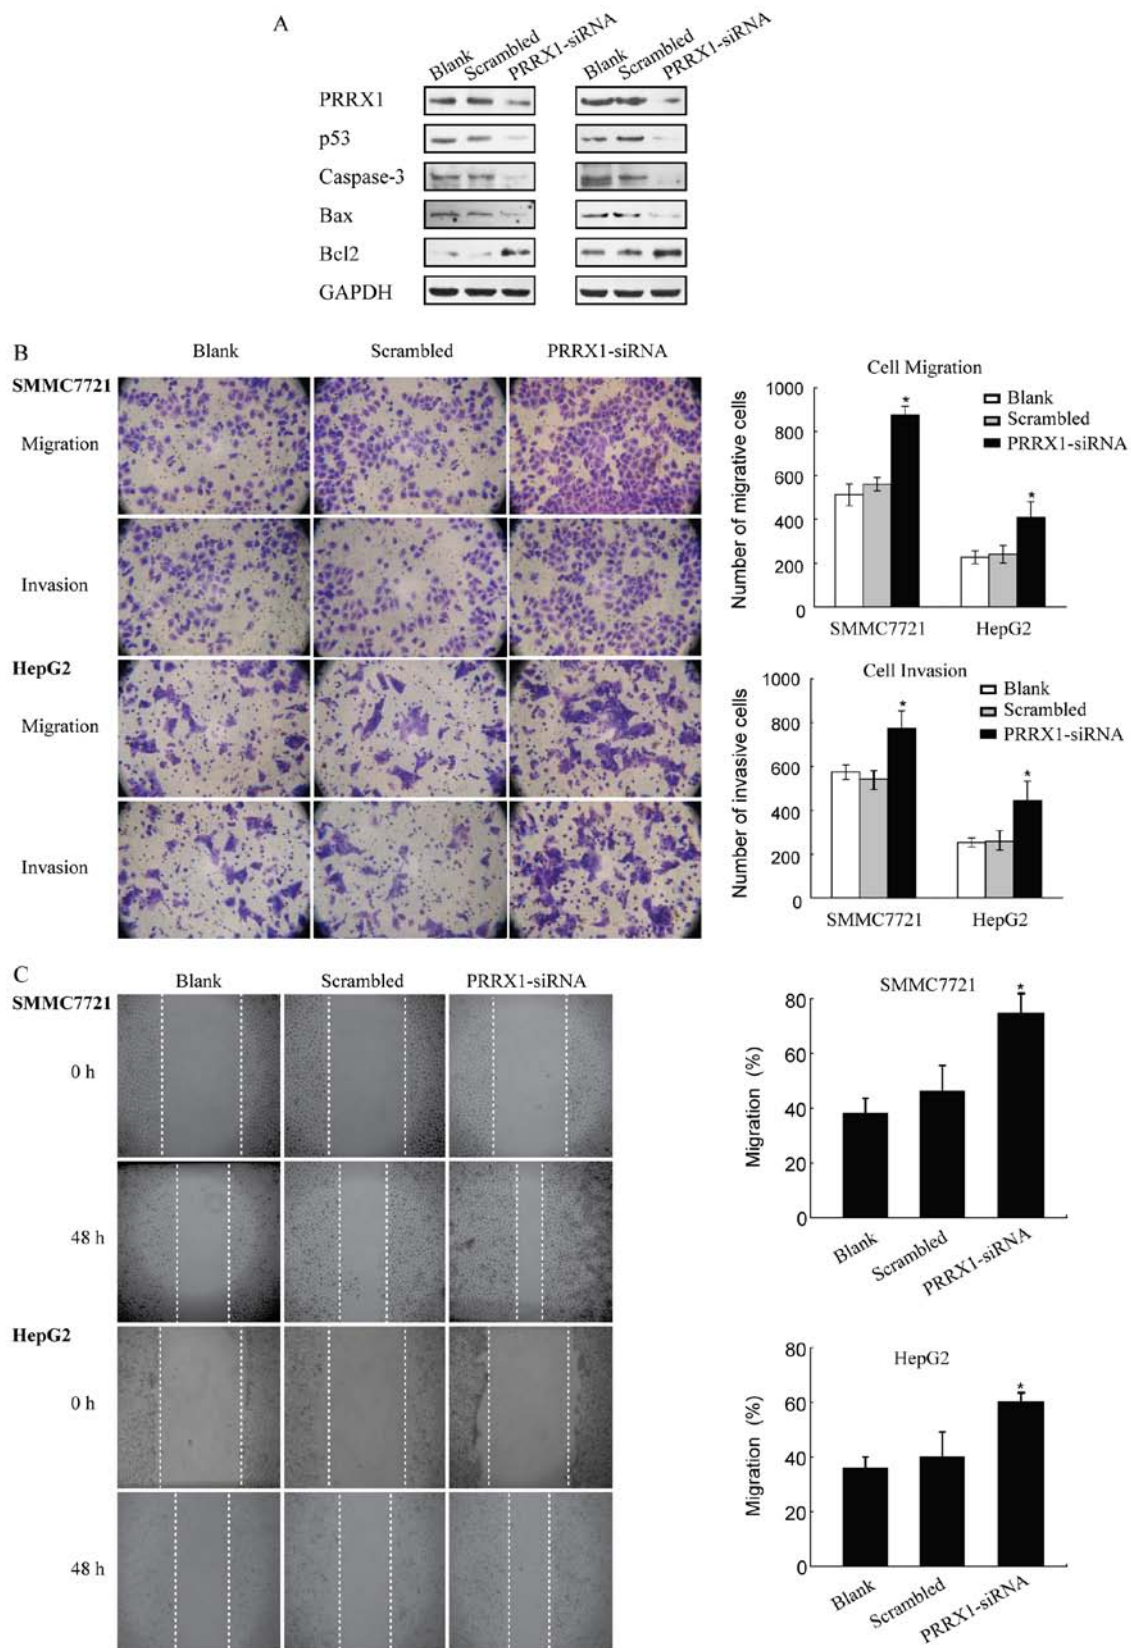 A
Blank Scrambled PRRX1-siRNA Blank Scrambled PRRX1-siRNA
PRRX1
p53
Caspase-3
Bax
Bcl2
GAPDH
B
Blank Scrambled PRRX1-siRNA
SMMC7721
Migration
Invasion
HepG2
Migration
Invasion
Cell Migration
Blank
Scrambled
PRRX1-siRNA
Number of migrative cells
1000
800
600
400
200
0
* *
SMMC7721 HepG2
Cell Invasion
Blank
Scrambled
PRRX1-siRNA
Number of invasive cells
1000
800
600
400
200
0
* *
SMMC7721 HepG2
C
Blank Scrambled PRRX1-siRNA
SMMC7721
0 h
48 h
HepG2
0 h
48 h
SMMC7721
Migration (%)
80
60
40
20
0
*
Blank Scrambled PRRX1-siRNA
HepG2
Migration (%)
80
60
40
20
0
*
Blank Scrambled PRRX1-siRNA